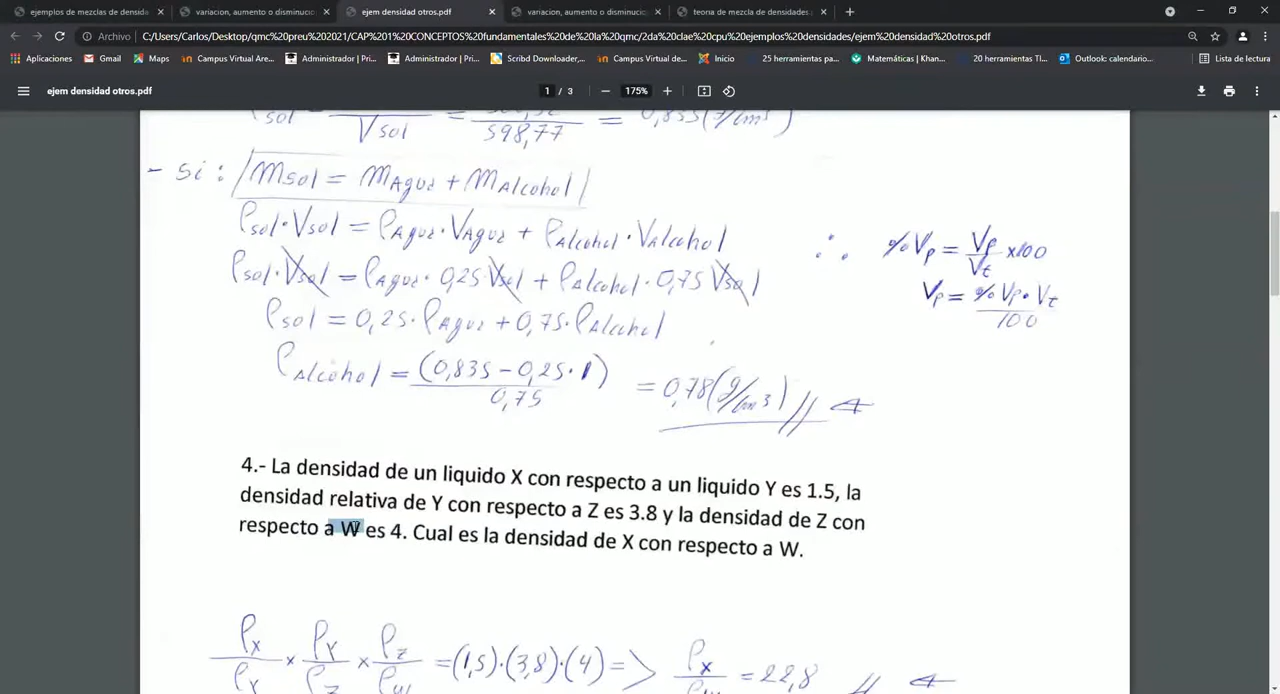 ejemplos de mezclas de densid
variacion, aumento o disminucio
ejem densidad otros.pdf
variacion, aumento o disminucio
teoria de mezcla de densidades.
Archivo C:/Users/Carlos/Desktop/qmc%20preu%202021/CAP%201%20CONCEPTOS%20fundamentales%20de%20la%20qmc/2da%20clae%20cpu%20ejemplos%20densidades/ejem%20densidad%20otros.pdf
Aplicaciones Gmail Maps Campus Virtual Are... Administrador | Pri... Administrador | Pri... Scribd Downloader,... Campus Virtual de... Inicio 25 herramientas pa... Matemáticas | Khan... 20 herramientas TI... Outlook: calendario... Lista de lectura
ejem densidad otros.pdf 1 / 3 175%
Vsol = 598,77 = 0,835(g/cm³)
- Si: msol = mAgua + mAlcohol
ρsol·Vsol = ρAgua·VAgua + ρAlcohol·VAlcohol
ρsol·Vsol = ρAgua·0,25 Vsol + ρAlcohol·0,75 Vsol
ρsol = 0,25·ρAgua + 0,75·ρAlcohol
ρAlcohol = (0,835 - 0,25·1) / 0,75 = 0,78(g/cm³)//
∴ %Vp = Vp/Vt x100
Vp = %Vp·Vt / 100
4.- La densidad de un liquido X con respecto a un liquido Y es 1.5, la
densidad relativa de Y con respecto a Z es 3.8 y la densidad de Z con
respecto a W es 4. Cual es la densidad de X con respecto a W.
ρX/ρY x ρY/ρZ x ρZ/ρW = (1,5)·(3,8)·(4) => ρX/ρW = 22,8 //